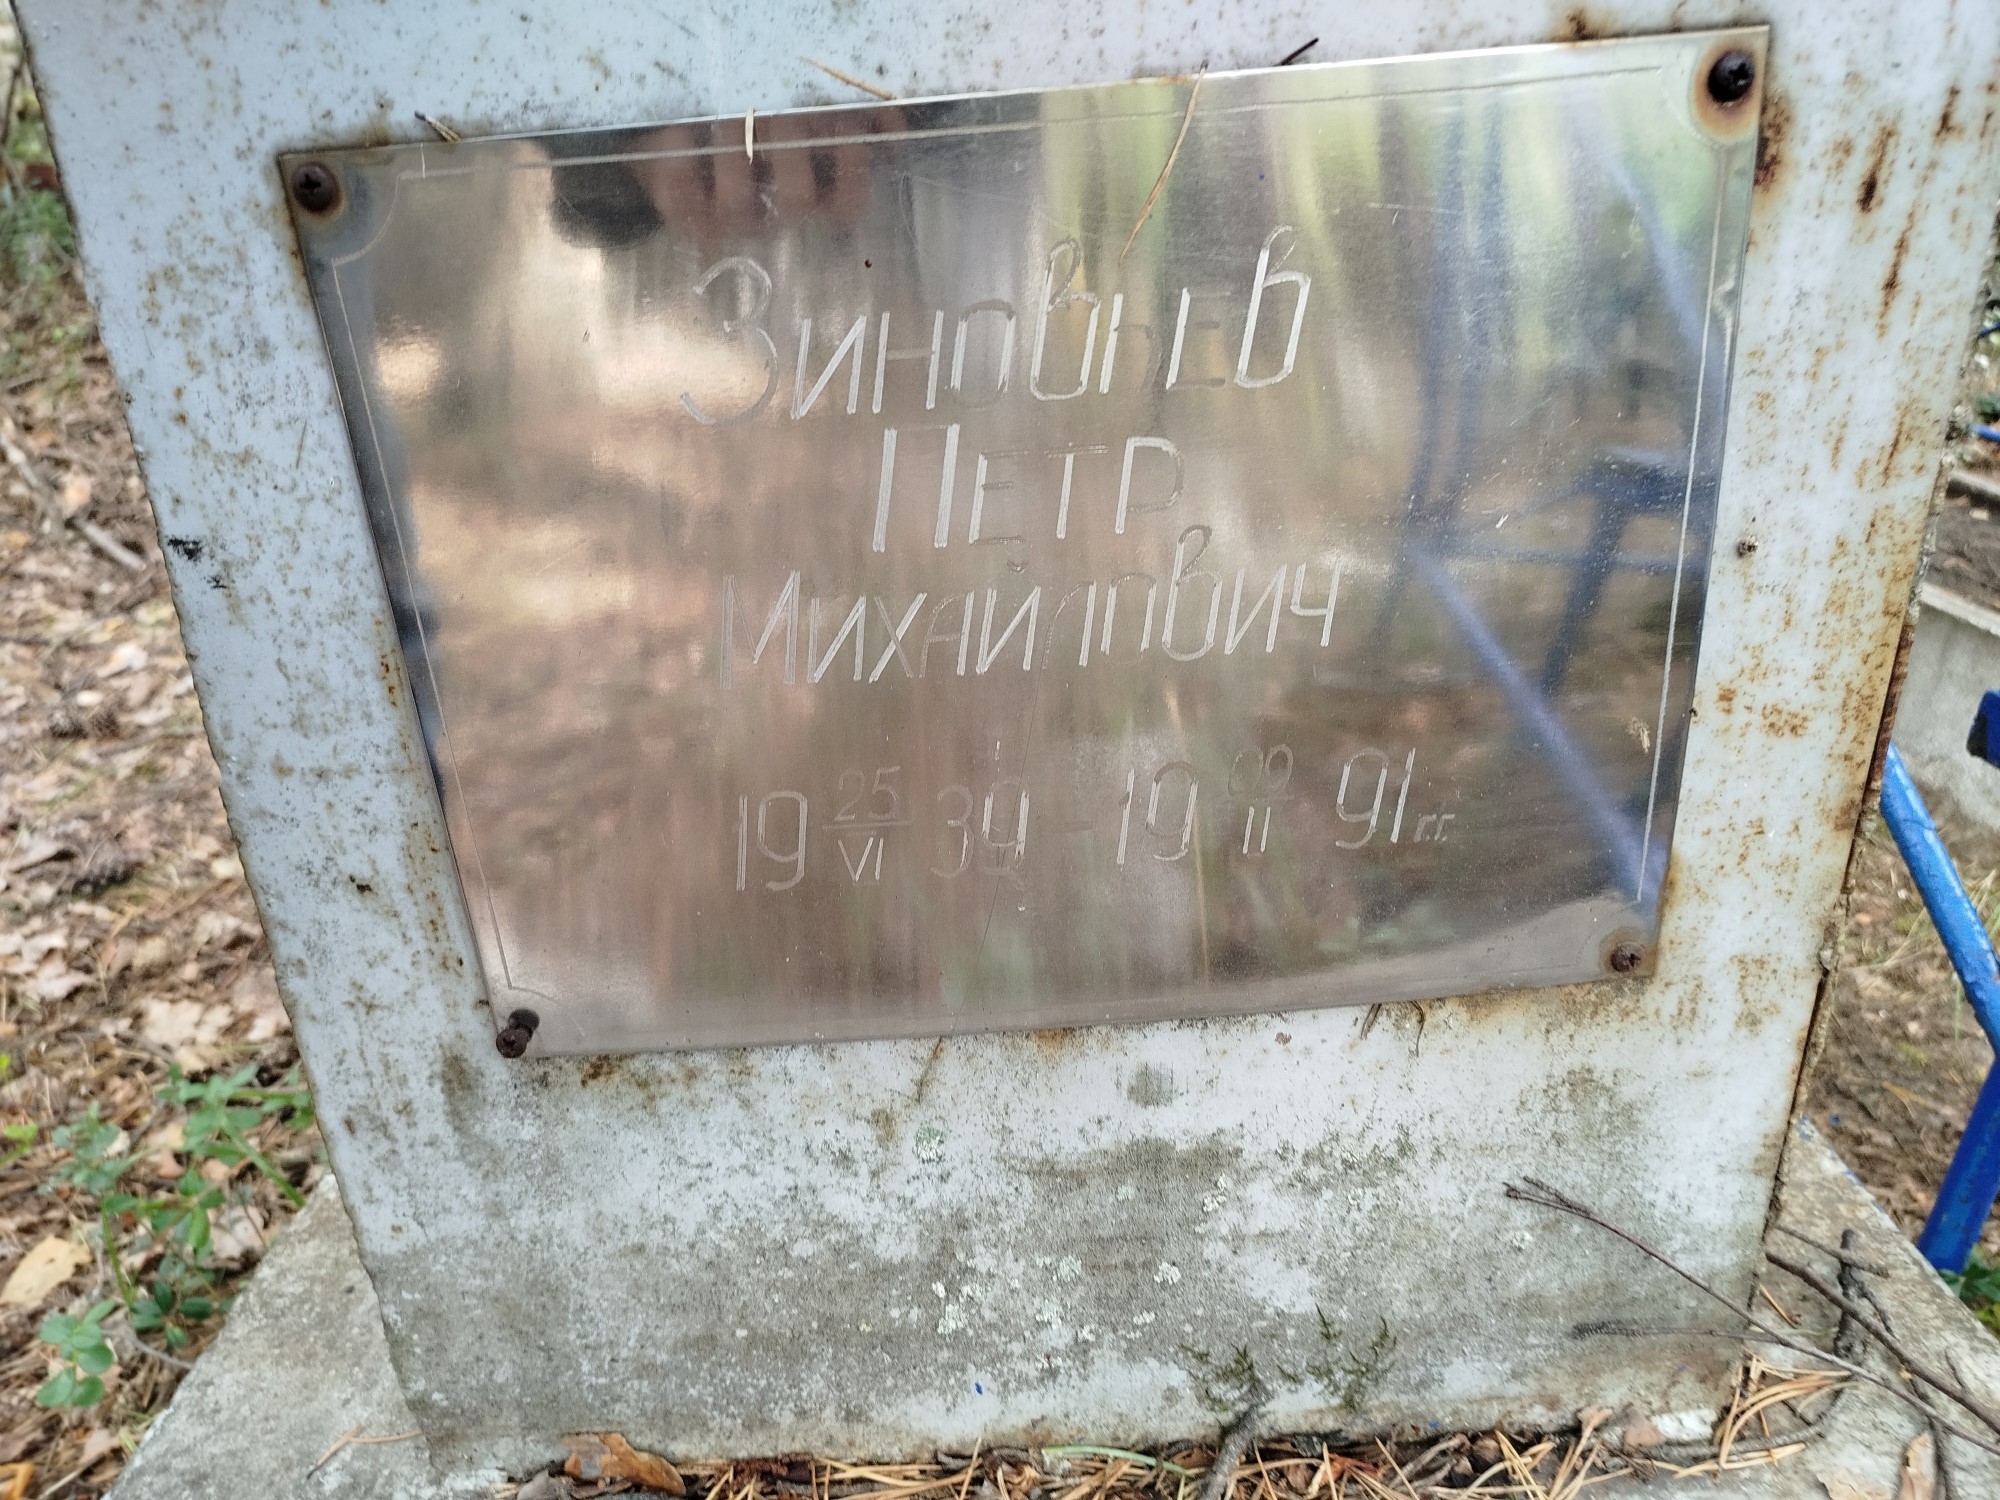 Зиновьев
Петр
Михайлович
19 25/VI 39 - 19 09/II 91 г.г.